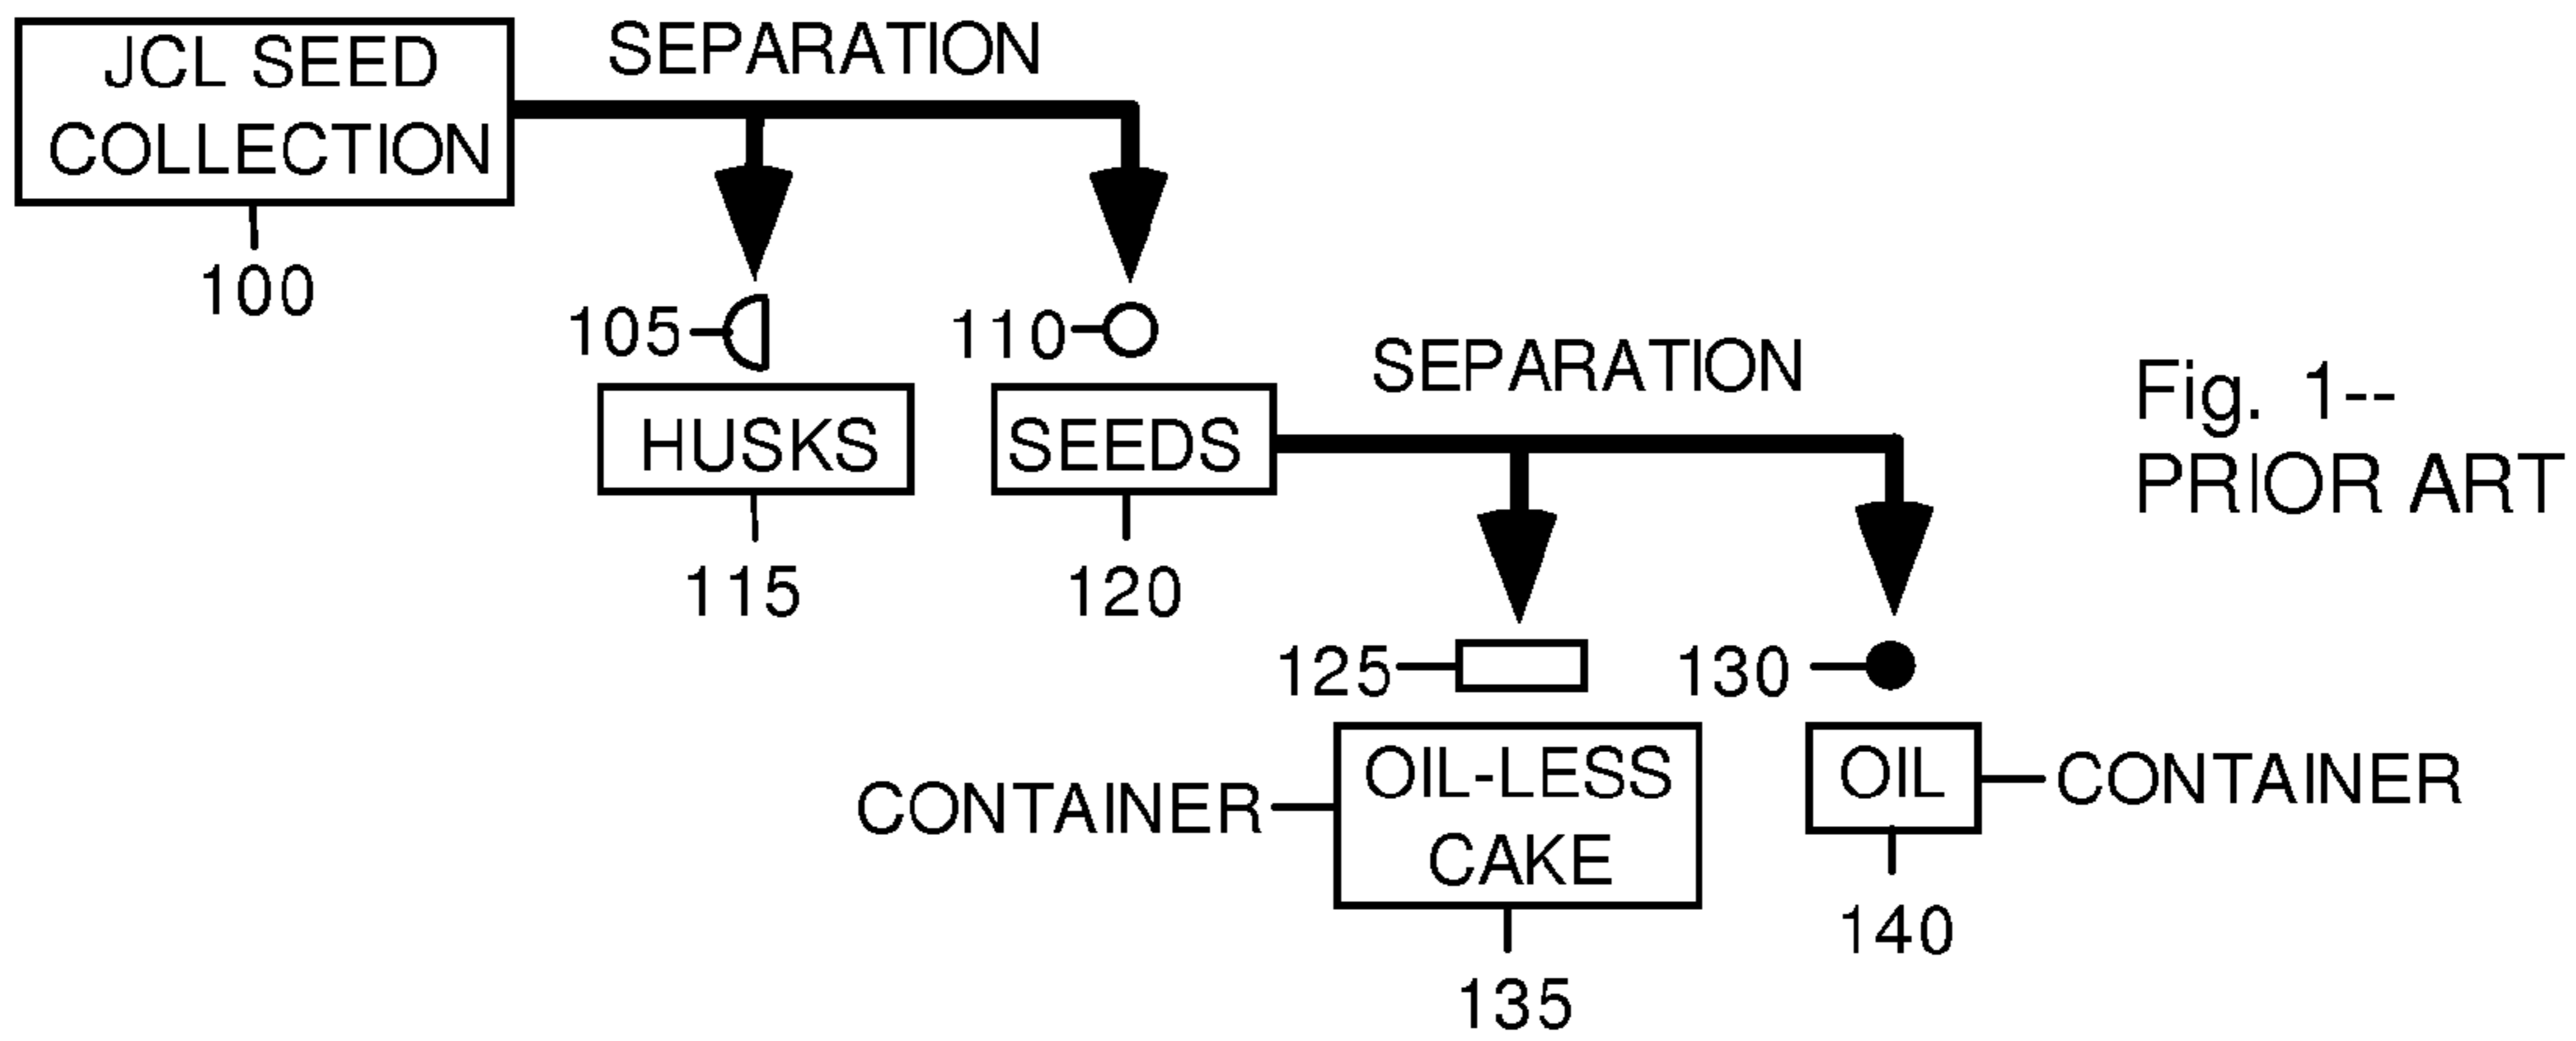 JCL SEED
COLLECTION
SEPARATION
100
105
110
HUSKS
SEEDS
SEPARATION
115
120
125
130
CONTAINER
OIL-LESS
CAKE
OIL
CONTAINER
135
140
Fig. 1--
PRIOR ART